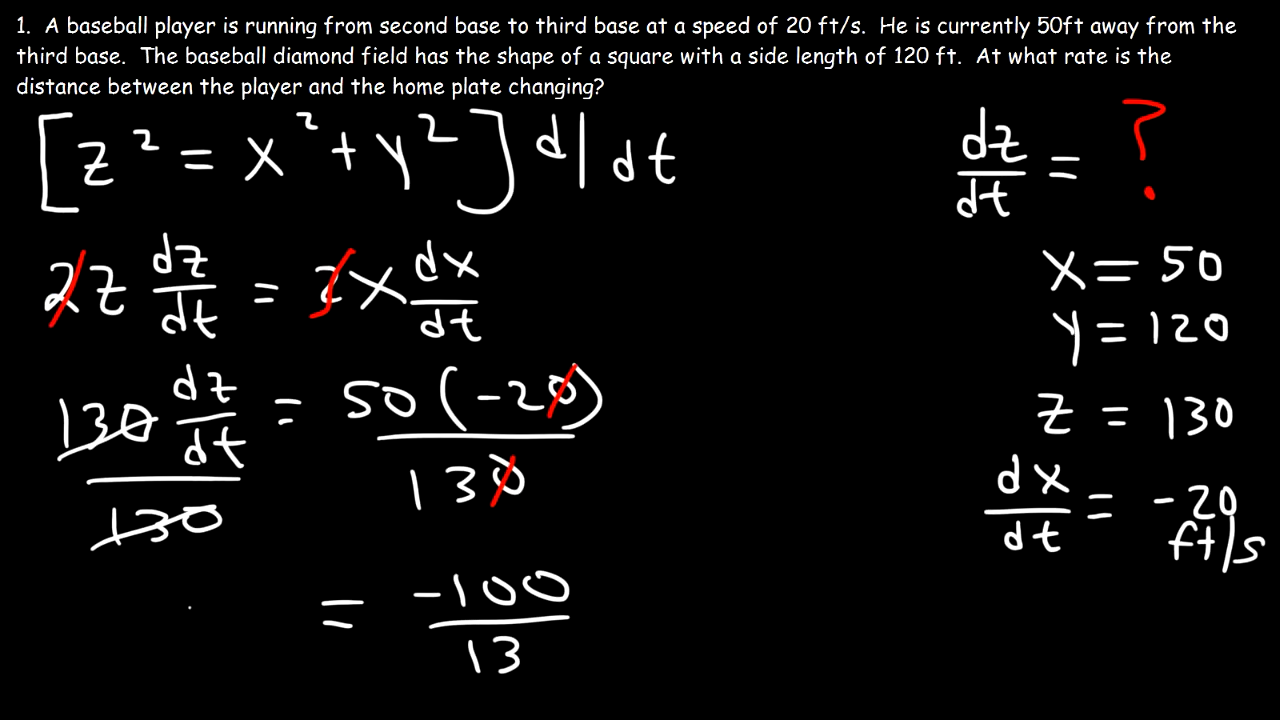 1. A baseball player is running from second base to third base at a speed of 20 ft/s. He is currently 50ft away from the
third base. The baseball diamond field has the shape of a square with a side length of 120 ft. At what rate is the
distance between the player and the home plate changing?
[z² = x² + y²] d/dt
dz/dt = ?
x = 50
2z dz/dt = 2x dx/dt
y = 120
130 dz/dt / 130 = 50(-20) / 130
z = 130
dx/dt = -20 ft/s
= -100/13